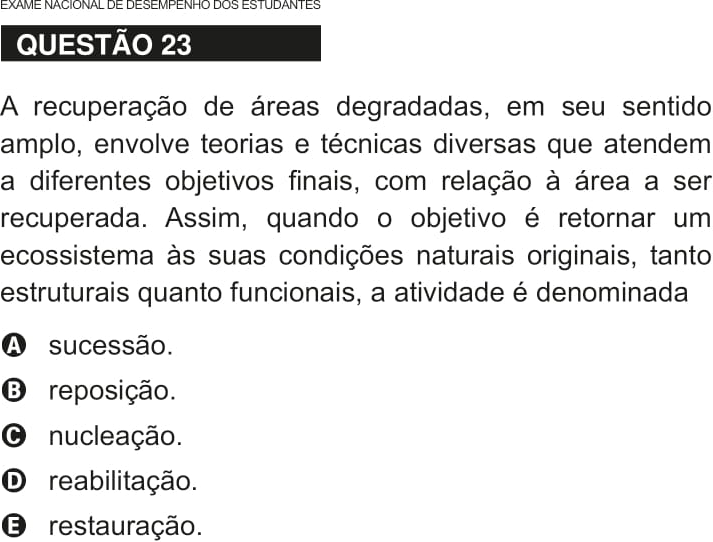 EXAME NACIONAL DE DESEMPENHO DOS ESTUDANTES
QUESTÃO 23
A recuperação de áreas degradadas, em seu sentido
amplo, envolve teorias e técnicas diversas que atendem
a diferentes objetivos finais, com relação à área a ser
recuperada. Assim, quando o objetivo é retornar um
ecossistema às suas condições naturais originais, tanto
estruturais quanto funcionais, a atividade é denominada
A sucessão.
B reposição.
C nucleação.
D reabilitação.
E restauração.